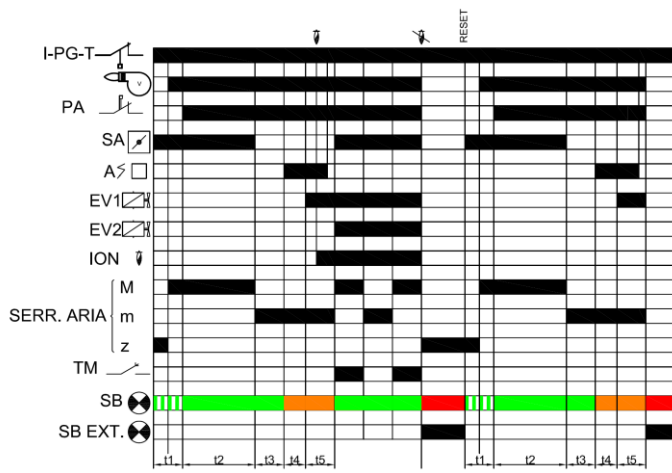 RESET
I-PG-T
V
PA
SA
A
EV1
EV2
ION
SERR. ARIA
M
m
z
TM
SB
SB EXT.
t1 t2 t3 t4 t5 t1 t2 t3 t4 t5